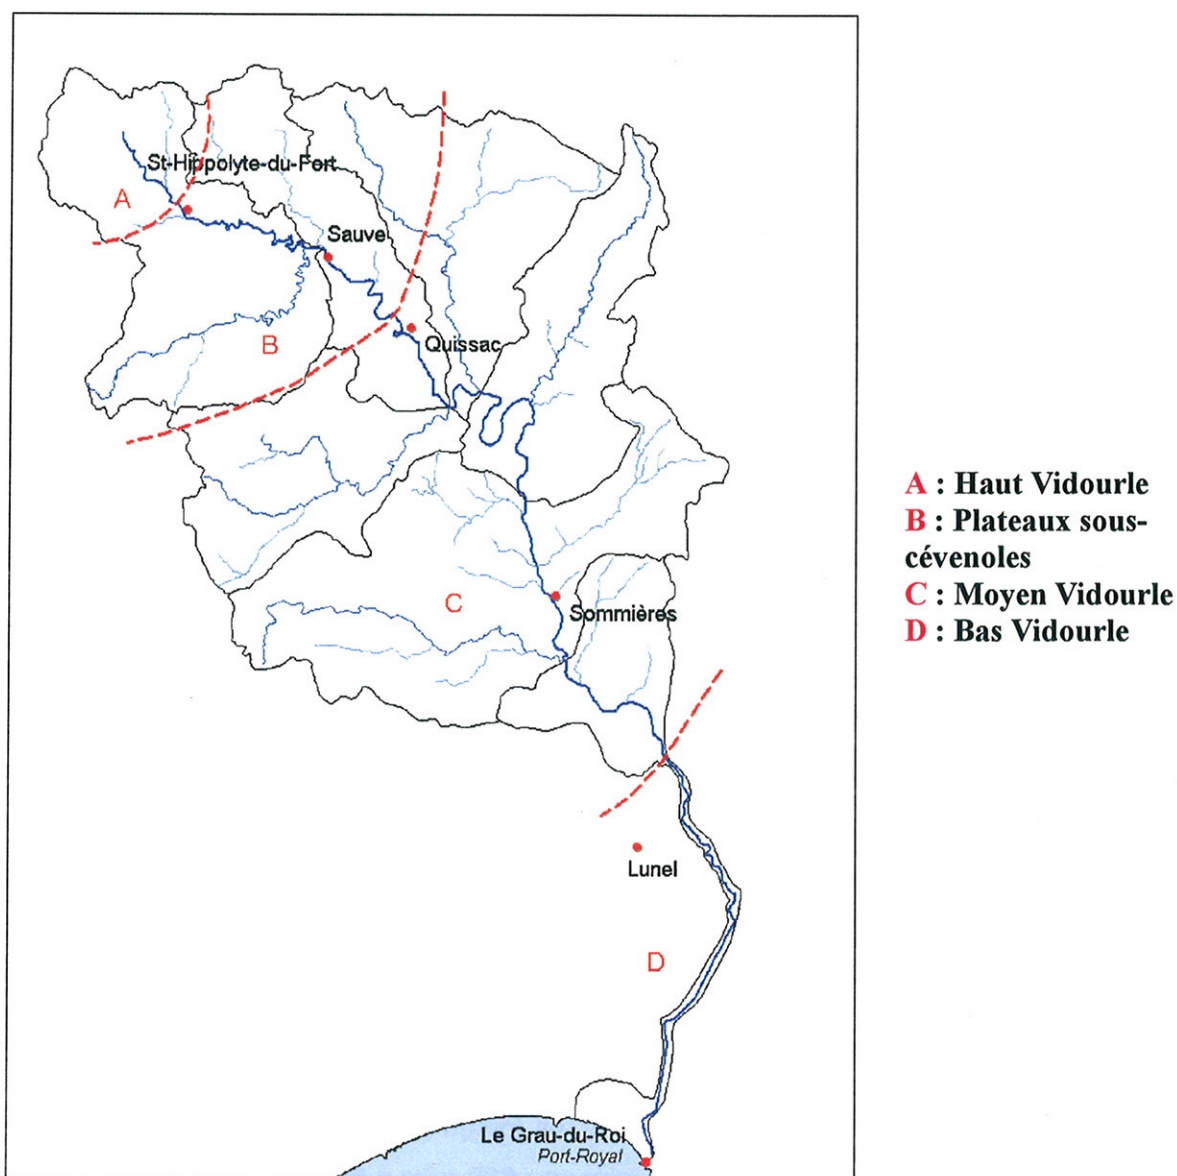 St-Hippolyte-du-Fort
A
Sauve
B
Quissac
C
Sommières
Lunel
D
Le Grau-du-Roi
Port-Royal
A : Haut Vidourle
B : Plateaux sous-
cévenoles
C : Moyen Vidourle
D : Bas Vidourle